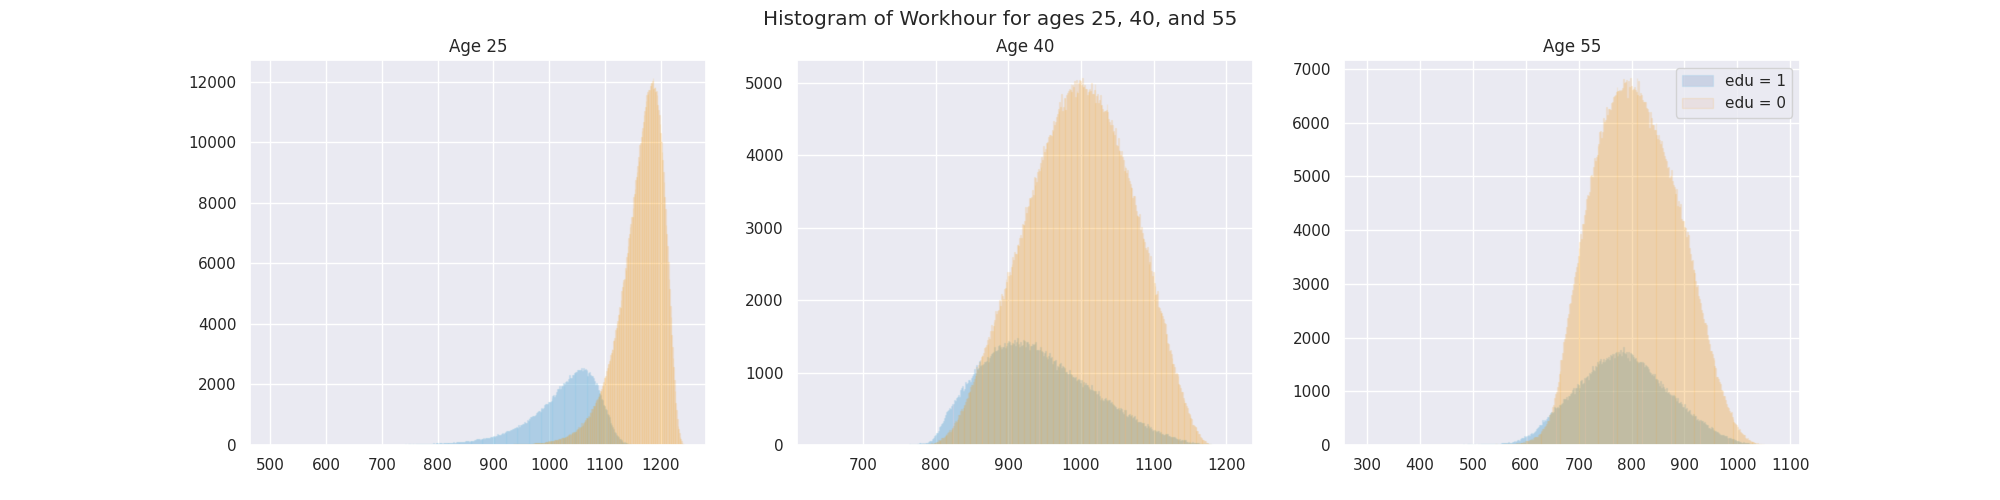 Histogram of Workhour for ages 25, 40, and 55
Age 25
12000
10000
8000
6000
4000
2000
0
500 600 700 800 900 1000 1100 1200
Age 40
5000
4000
3000
2000
1000
0
700 800 900 1000 1100 1200
Age 55
7000
6000
5000
4000
3000
2000
1000
0
300 400 500 600 700 800 900 1000 1100
edu = 1
edu = 0